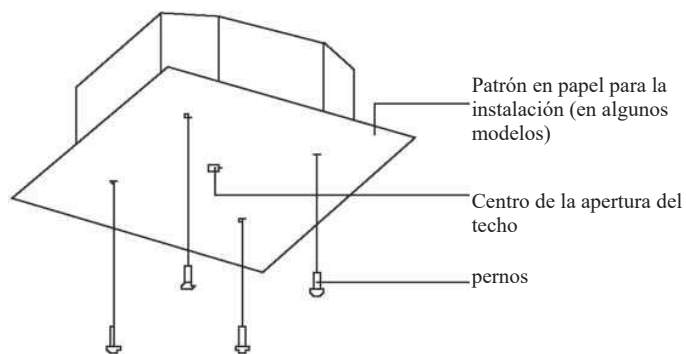 Patrón en papel para la
instalación (en algunos
modelos)
Centro de la apertura del
techo
pernos